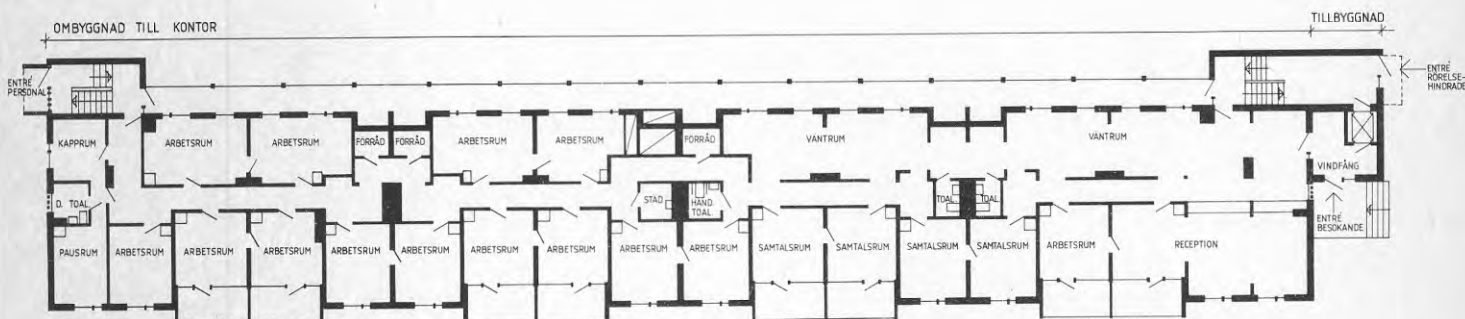 OMBYGGNAD TILL KONTOR
TILLBYGGNAD
ENTRÉ
PERSONAL
ENTRÉ
RÖRELSE-
HINDRADE
KAPPRUM
ARBETSRUM
ARBETSRUM
FÖRRÅD
FÖRRÅD
ARBETSRUM
ARBETSRUM
FÖRRÅD
VÄNTRUM
VÄNTRUM
VINDFÅNG
D. TOAL.
STÄD
HAND.
TOAL.
TOAL.
TOAL.
ENTRÉ
BESÖKANDE
PAUSRUM
ARBETSRUM
ARBETSRUM
ARBETSRUM
ARBETSRUM
ARBETSRUM
ARBETSRUM
ARBETSRUM
ARBETSRUM
ARBETSRUM
SAMTALSRUM
SAMTALSRUM
SAMTALSRUM
SAMTALSRUM
ARBETSRUM
RECEPTION